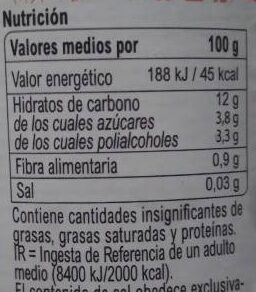 Nutrición
Valores medios por 100 g
Valor energético 188 kJ / 45 kcal
Hidratos de carbono 12 g
de los cuales azúcares 3,8 g
de los cuales polialcoholes 3,3 g
Fibra alimentaria 0,9 g
Sal 0,03 g
Contiene cantidades insignificantes de
grasas, grasas saturadas y proteínas.
IR = Ingesta de Referencia de un adulto
medio (8400 kJ/2000 kcal).
El contenido de sal obedece exclusiva-